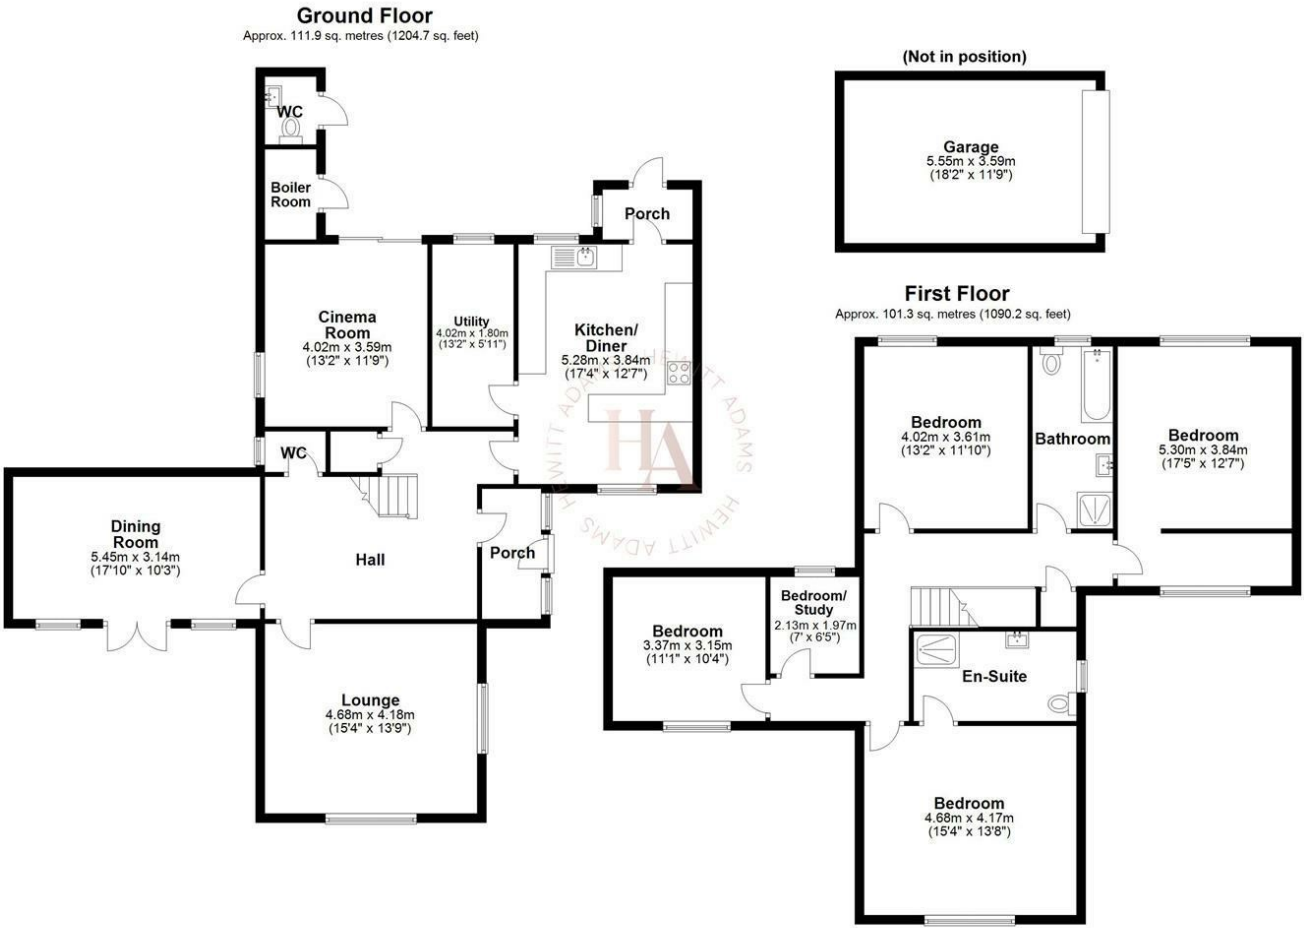 Ground Floor
Approx. 111.9 sq. metres (1204.7 sq. feet)
WC
Boiler
Room
Porch
Cinema
Room
4.02m x 3.59m
(13'2" x 11'9")
Utility
4.02m x 1.80m
(13'2" x 5'11")
Kitchen/
Diner
5.28m x 3.84m
(17'4" x 12'7")
WC
Dining
Room
5.45m x 3.14m
(17'10" x 10'3")
Hall
Porch
Lounge
4.68m x 4.18m
(15'4" x 13'9")
HEWITT ADAMS HEWITT ADAMS HEWITT ADAMS
HA
(Not in position)
Garage
5.55m x 3.59m
(18'2" x 11'9")
First Floor
Approx. 101.3 sq. metres (1090.2 sq. feet)
Bedroom
4.02m x 3.61m
(13'2" x 11'10")
Bathroom
Bedroom
5.30m x 3.84m
(17'5" x 12'7")
Bedroom
3.37m x 3.15m
(11'1" x 10'4")
Bedroom/
Study
2.13m x 1.97m
(7' x 6'5")
En-Suite
Bedroom
4.68m x 4.17m
(15'4" x 13'8")